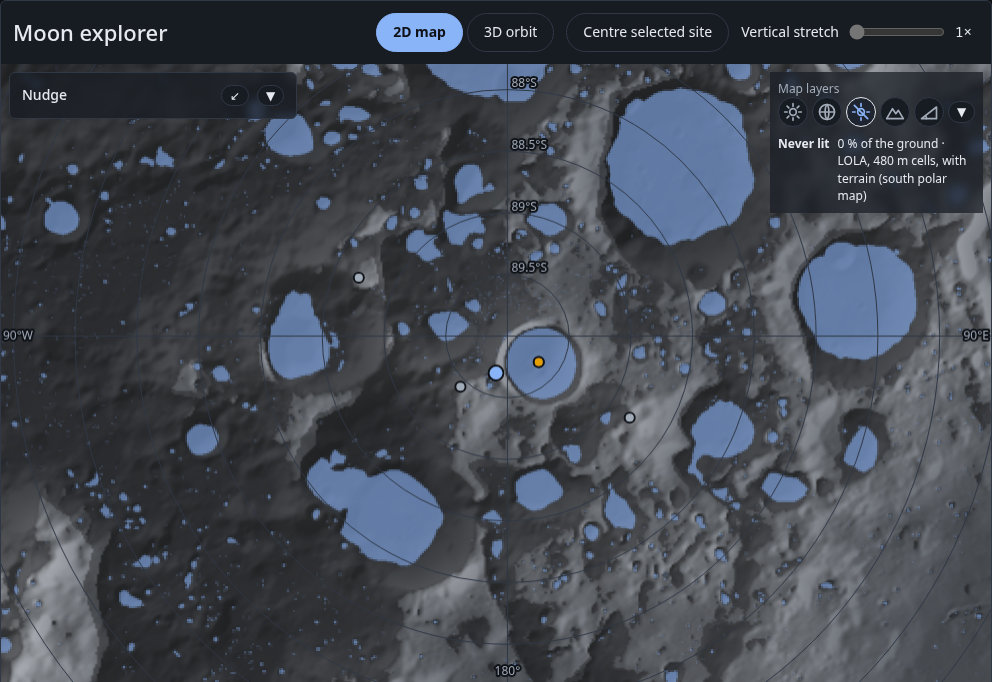 Moon explorer
2D map
3D orbit
Centre selected site
Vertical stretch
1×
Nudge
↙
▼
Map layers
▼
Never lit 0 % of the ground ·
LOLA, 480 m cells, with
terrain (south polar
map)
88°S
88.5°S
89°S
89.5°S
90°W
90°E
180°